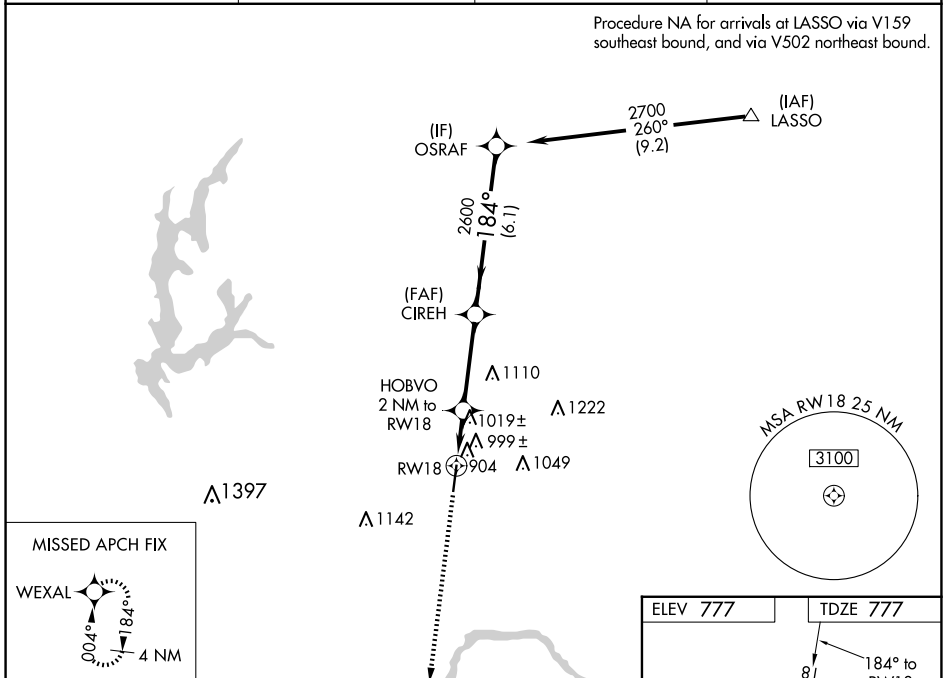 Procedure NA for arrivals at LASSO via V159
southeast bound, and via V502 northeast bound.
(IAF)
LASSO
2700
260°
(9.2)
(IF)
OSRAF
2600
184°
(6.1)
(FAF)
CIREH
1110
HOBVO
2 NM to
RW18
1222
1019±
999±
RW18
904
1049
MSA RW18 25 NM
3100
1397
1142
MISSED APCH FIX
WEXAL
004°
184°
4 NM
ELEV 777
TDZE 777
184° to